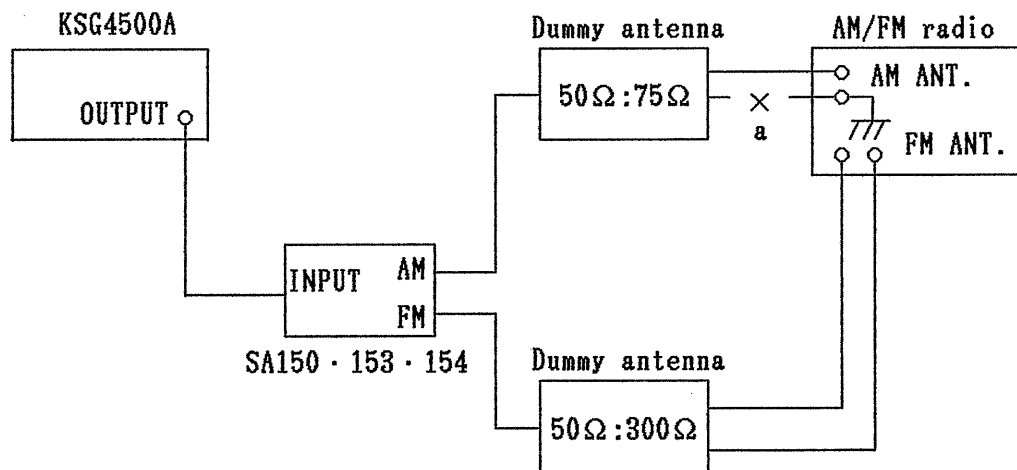 KSG4500A
OUTPUT
Dummy antenna
50Ω:75Ω
a
AM/FM radio
AM ANT.
FM ANT.
INPUT
AM
FM
SA150・153・154
Dummy antenna
50Ω:300Ω